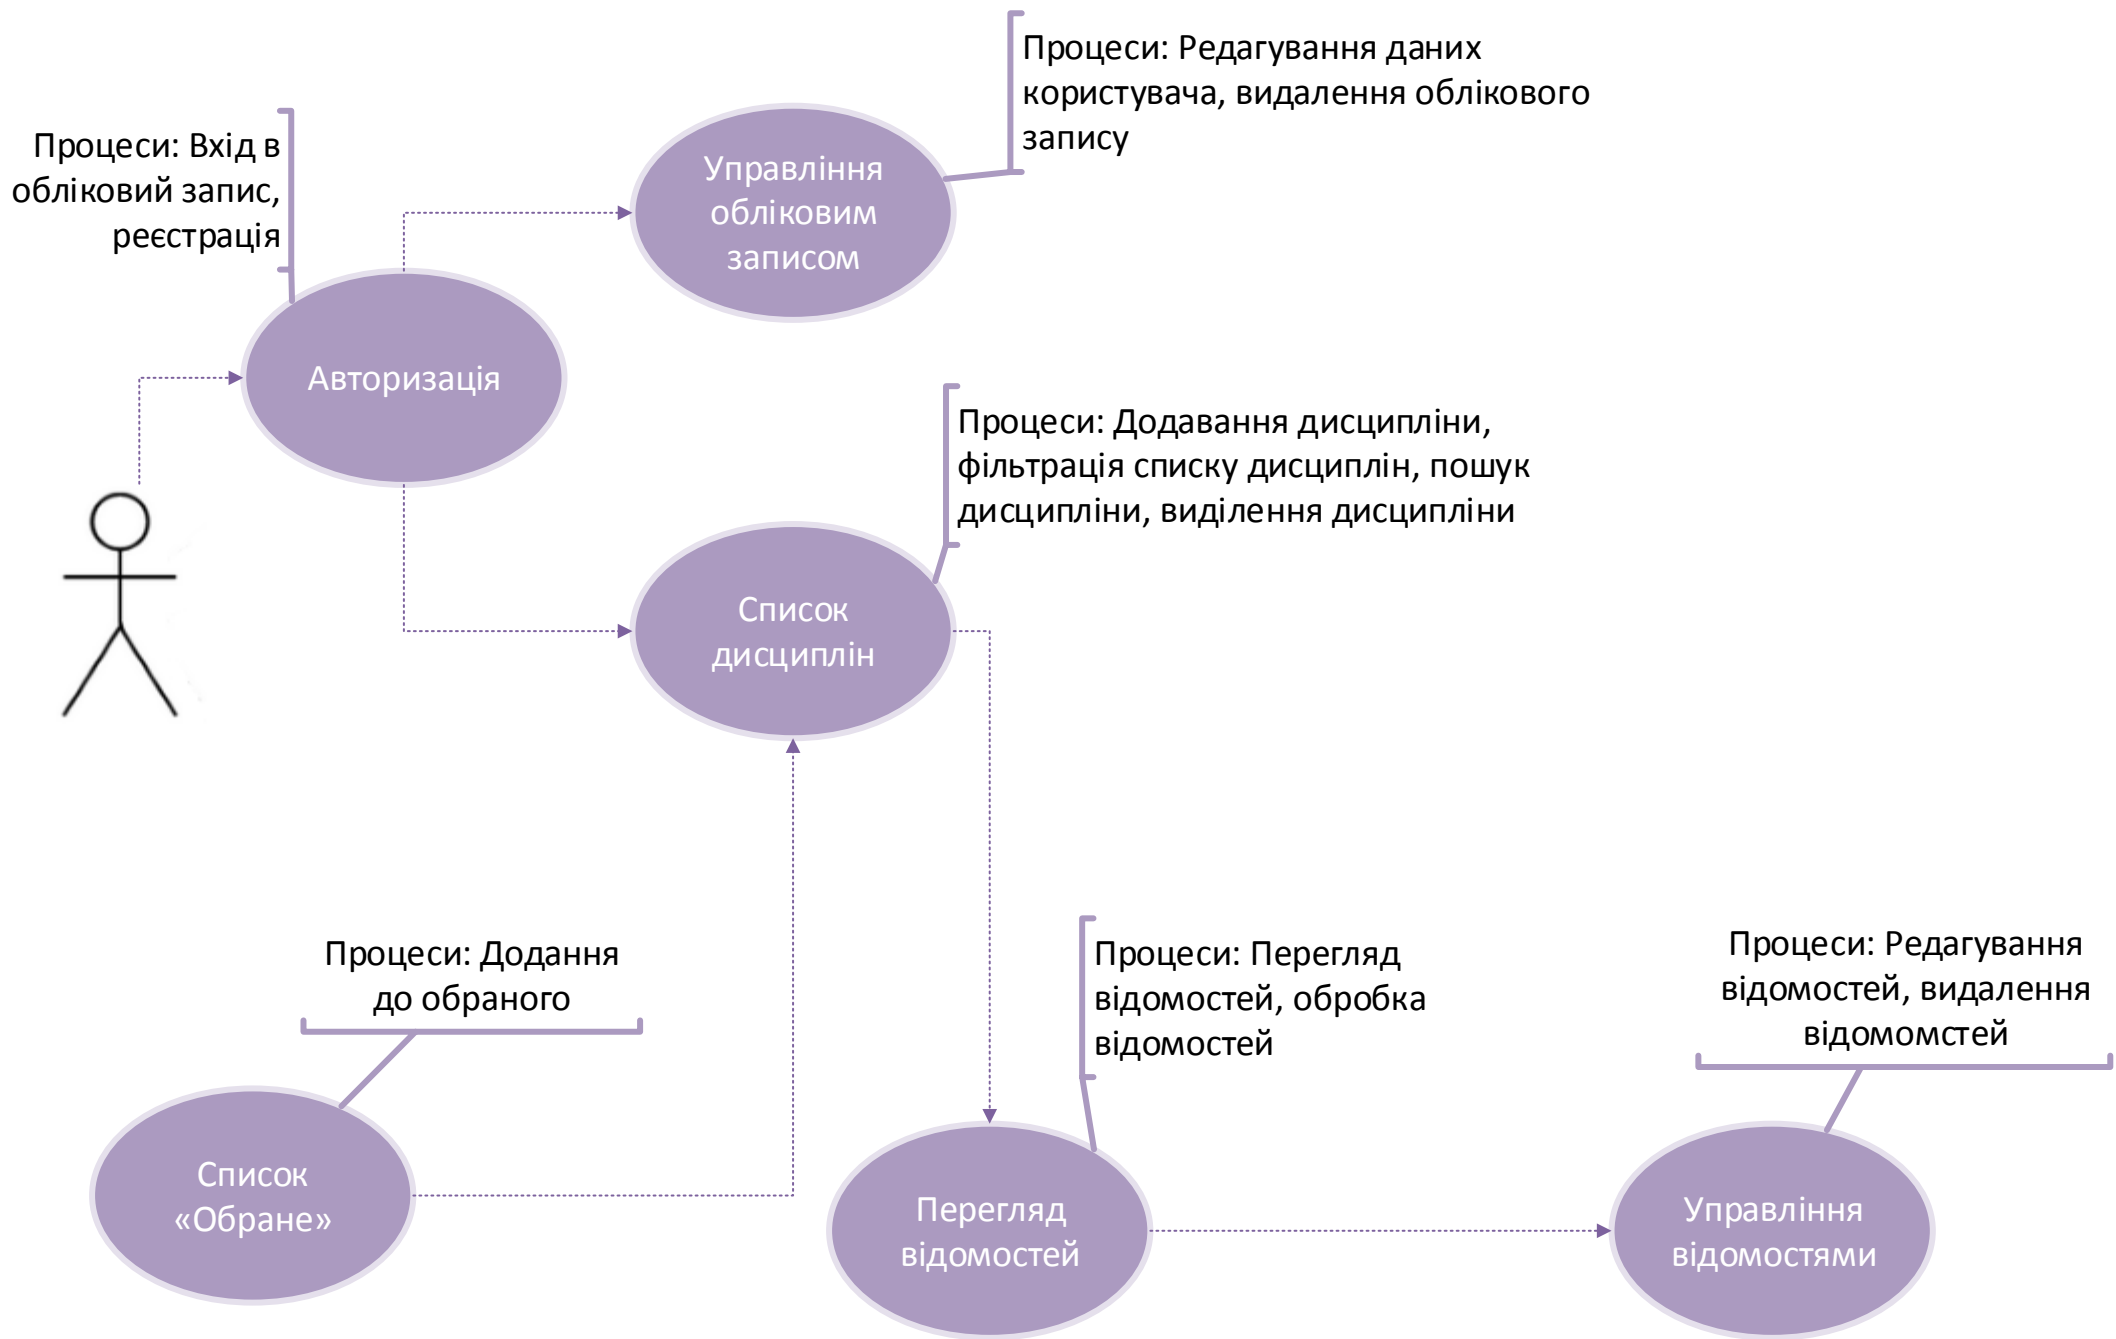 Процеси: Редагування даних
користувача, видалення облікового
запису
Процеси: Вхід в
обліковий запис,
реєстрація
Управління
обліковим
записом
Авторизація
Процеси: Додавання дисципліни,
фільтрація списку дисциплін, пошук
дисципліни, виділення дисципліни
Список
дисциплін
Процеси: Додання
до обраного
Процеси: Перегляд
відомостей, обробка
відомостей
Процеси: Редагування
відомостей, видалення
відомомстей
Список
«Обране»
Перегляд
відомостей
Управління
відомостями